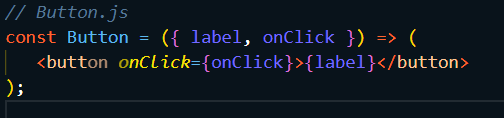 // Button.js
const Button = ({ label, onClick }) => (
<button onClick={onClick}>{label}</button>
);